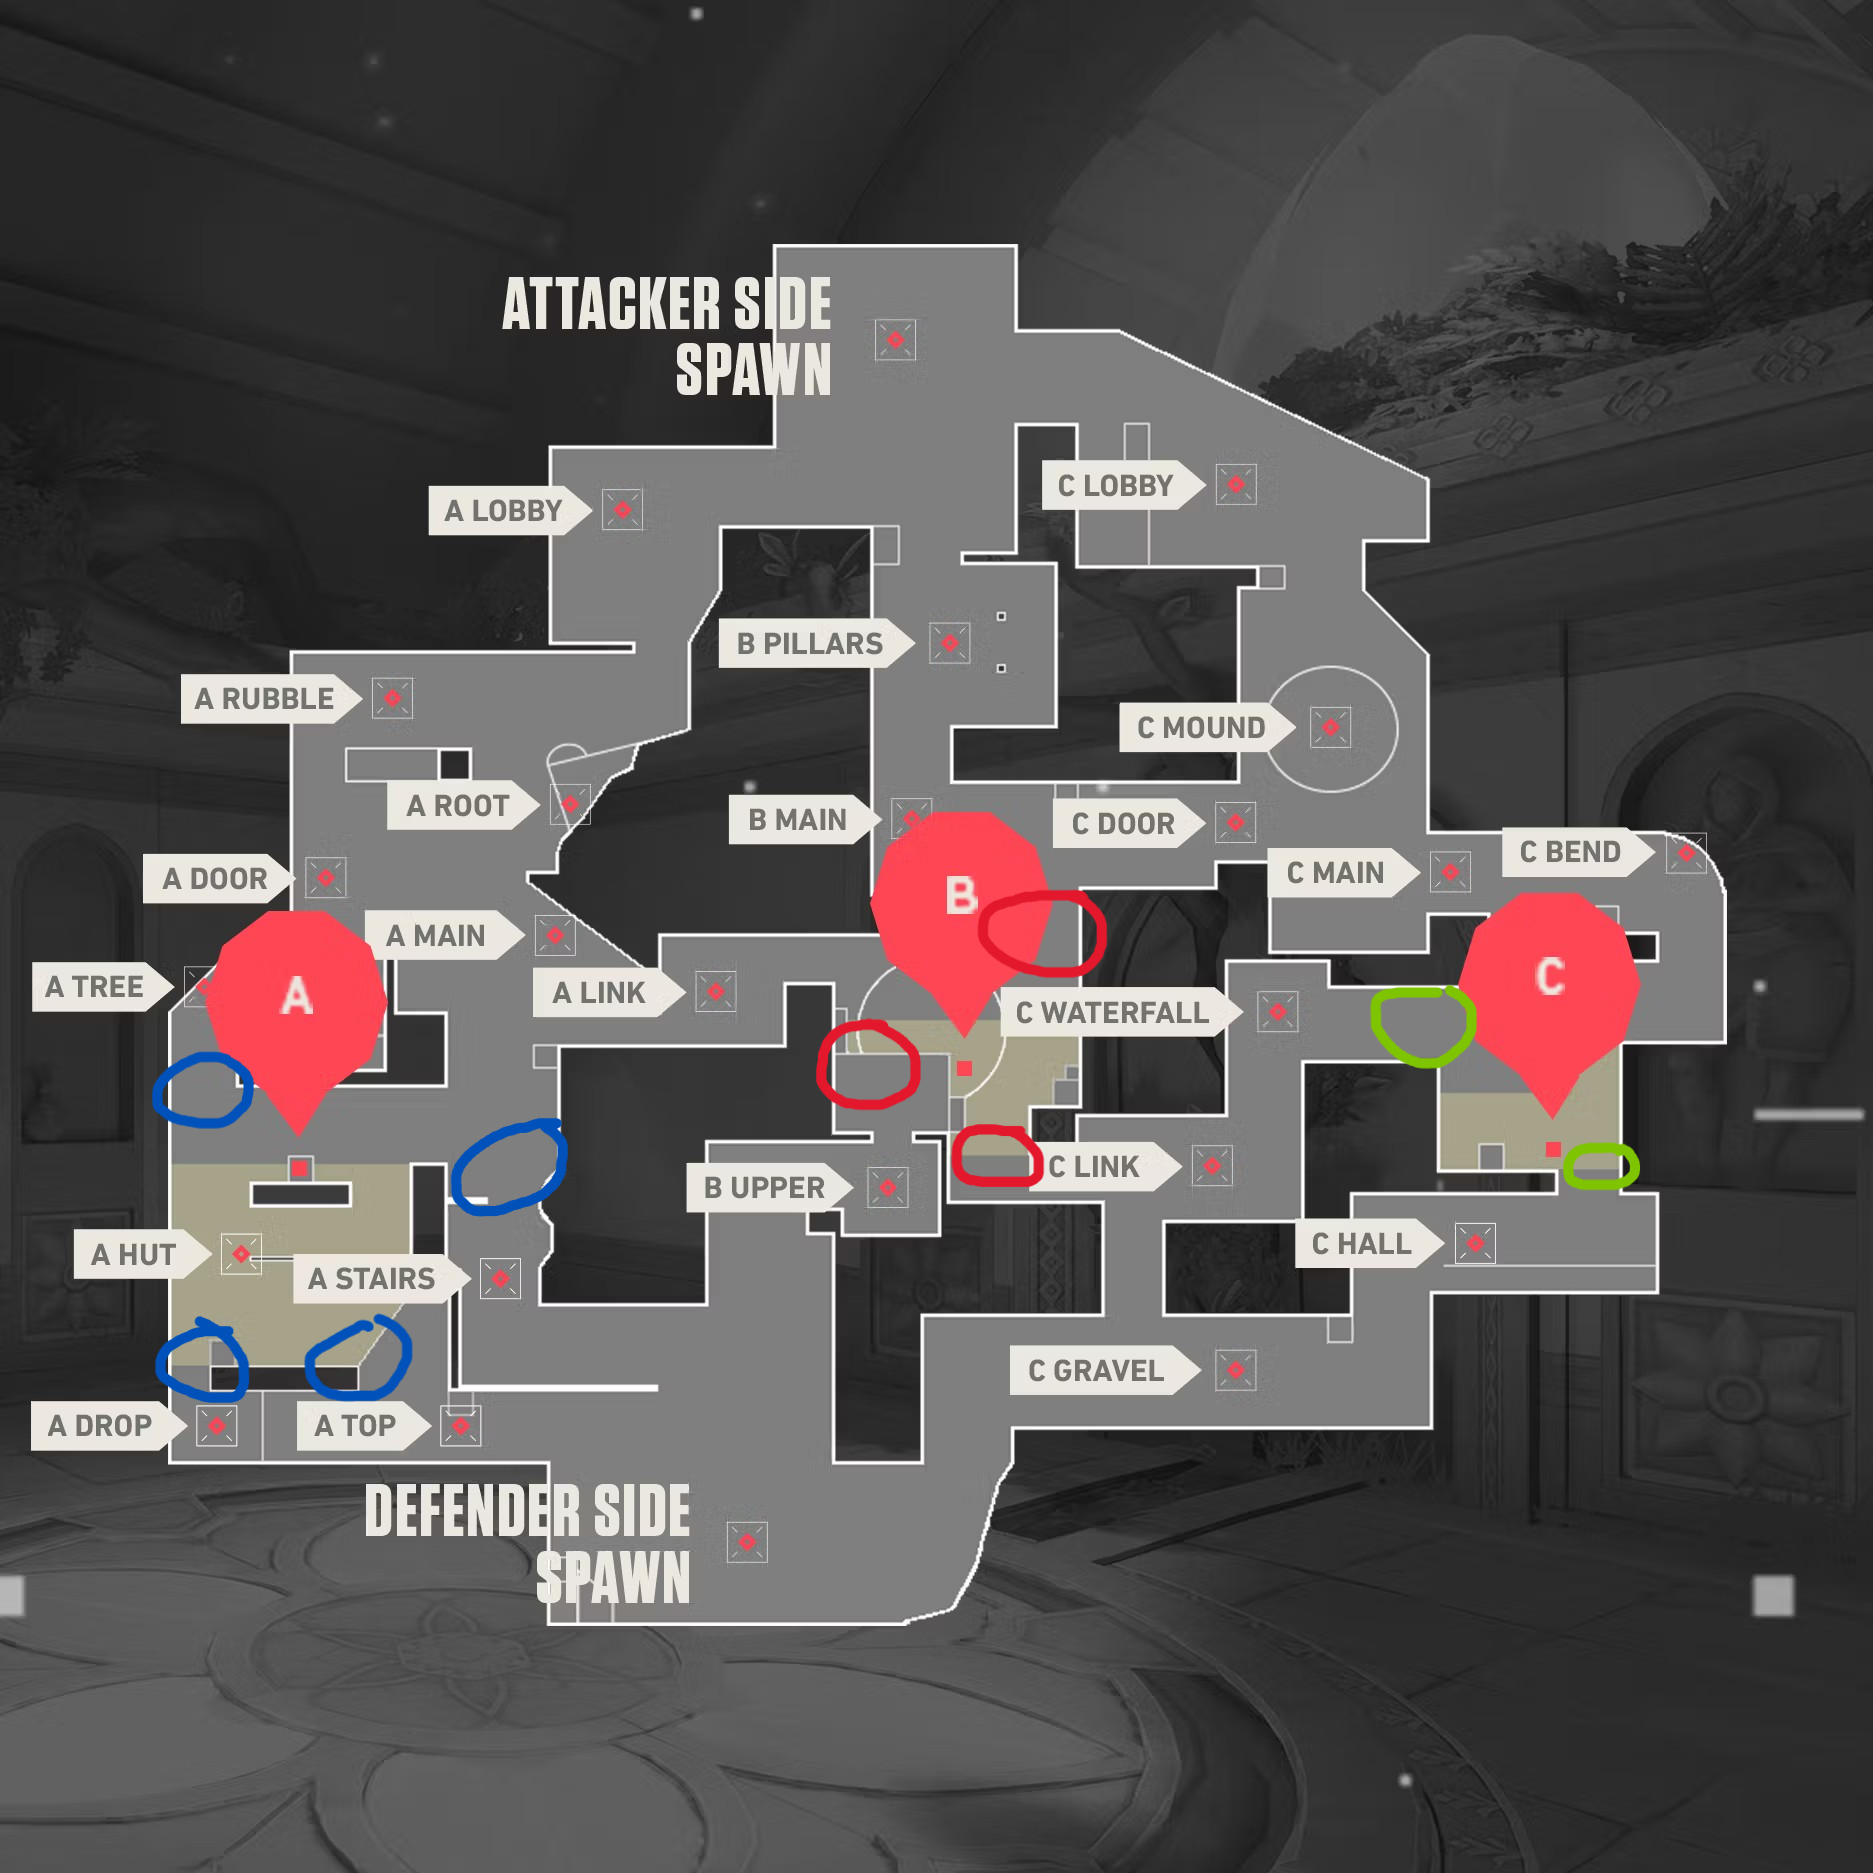 ATTACKER SIDE
SPAWN
C LOBBY
A LOBBY
B PILLARS
A RUBBLE
C MOUND
A ROOT
B MAIN
C DOOR
C BEND
C MAIN
A DOOR
B
A MAIN
C
A TREE
A
A LINK
C WATERFALL
C LINK
B UPPER
C HALL
A HUT
A STAIRS
C GRAVEL
A DROP
A TOP
DEFENDER SIDE
SPAWN